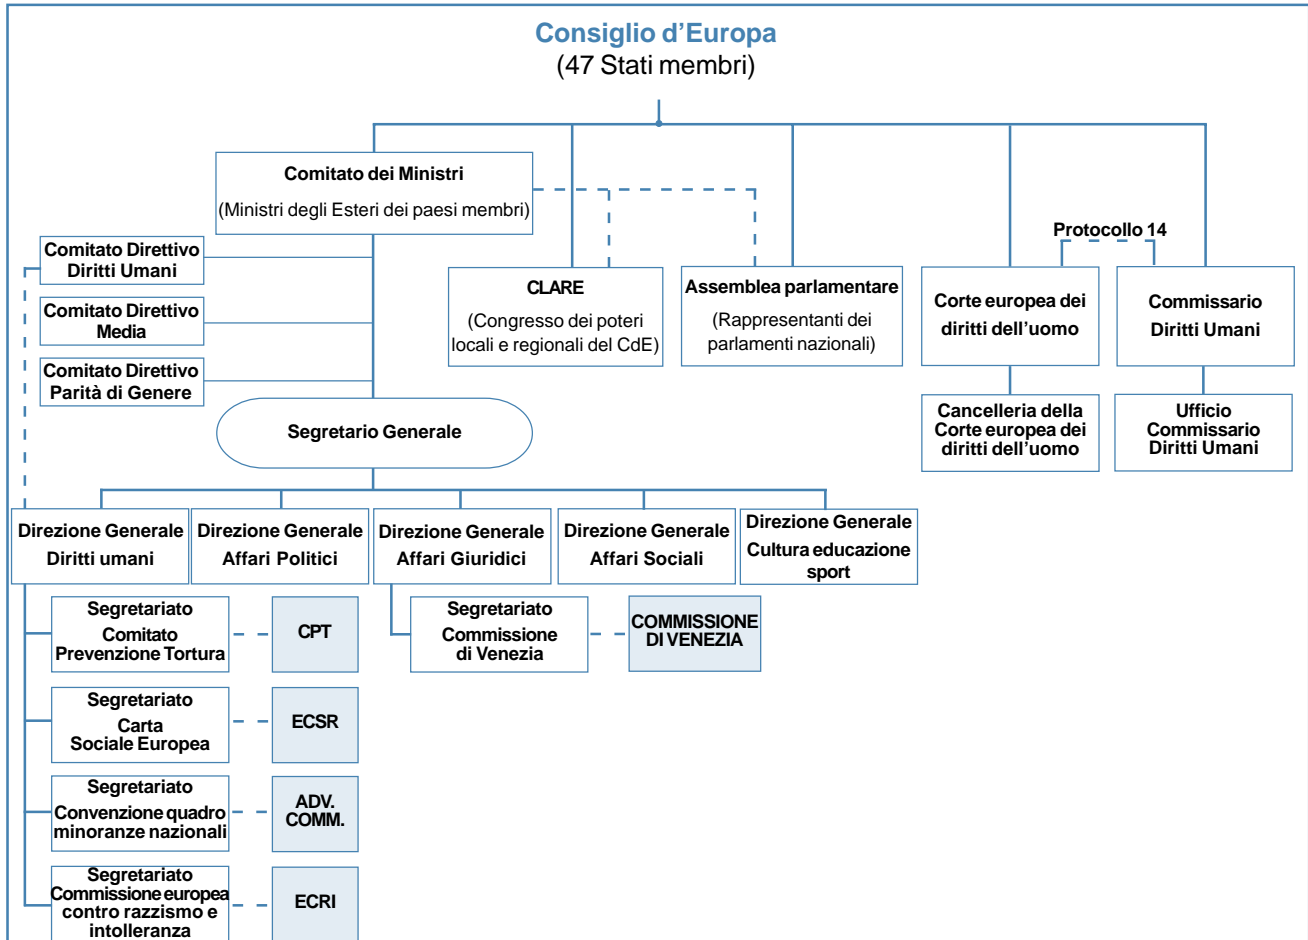 Consiglio d’Europa
(47 Stati membri)
Comitato dei Ministri
(Ministri degli Esteri dei paesi membri)
Protocollo 14
Comitato Direttivo
Diritti Umani
Comitato Direttivo
Media
Comitato Direttivo
Parità di Genere
CLARE
(Congresso dei poteri
locali e regionali del CdE)
Assemblea parlamentare
(Rappresentanti dei
parlamenti nazionali)
Corte europea dei
diritti dell’uomo
Commissario
Diritti Umani
Segretario Generale
Cancelleria della
Corte europea dei
diritti dell’uomo
Ufficio
Commissario
Diritti Umani
Direzione Generale
Diritti umani
Direzione Generale
Affari Politici
Direzione Generale
Affari Giuridici
Direzione Generale
Affari Sociali
Direzione Generale
Cultura educazione
sport
Segretariato
Comitato
Prevenzione Tortura
CPT
Segretariato
Commissione
di Venezia
COMMISSIONE
DI VENEZIA
Segretariato
Carta
Sociale Europea
ECSR
Segretariato
Convenzione quadro
minoranze nazionali
ADV.
COMM.
Segretariato
Commissione europea
contro razzismo e
intolleranza
ECRI